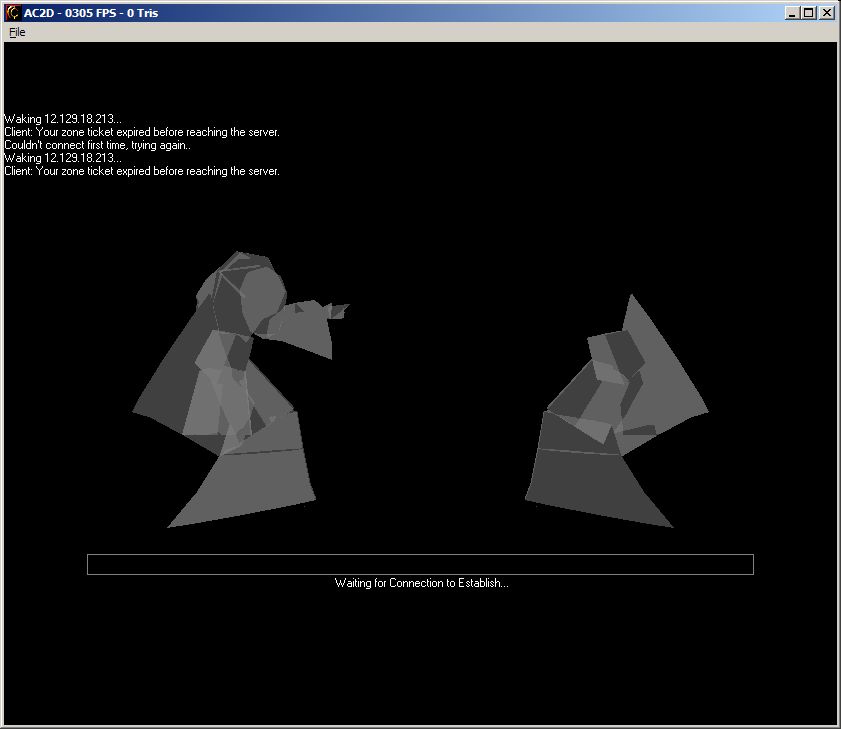 AC2D - 0305 FPS - 0 Tris
File
Waking 12.129.18.213...
Client: Your zone ticket expired before reaching the server.
Couldn't connect first time, trying again..
Waking 12.129.18.213...
Client: Your zone ticket expired before reaching the server.
Waiting for Connection to Establish...